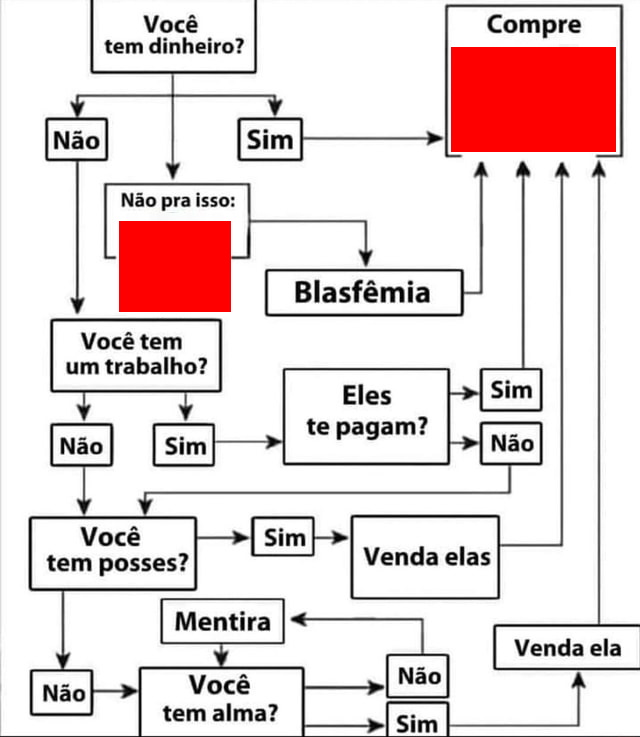 Você
tem dinheiro?
Compre
Não
Sim
Não pra isso:
Blasfêmia
Você tem
um trabalho?
Eles
te pagam?
Sim
Não
Sim
Não
Você
tem posses?
Sim
Venda elas
Mentira
Venda ela
Não
Você
tem alma?
Não
Sim